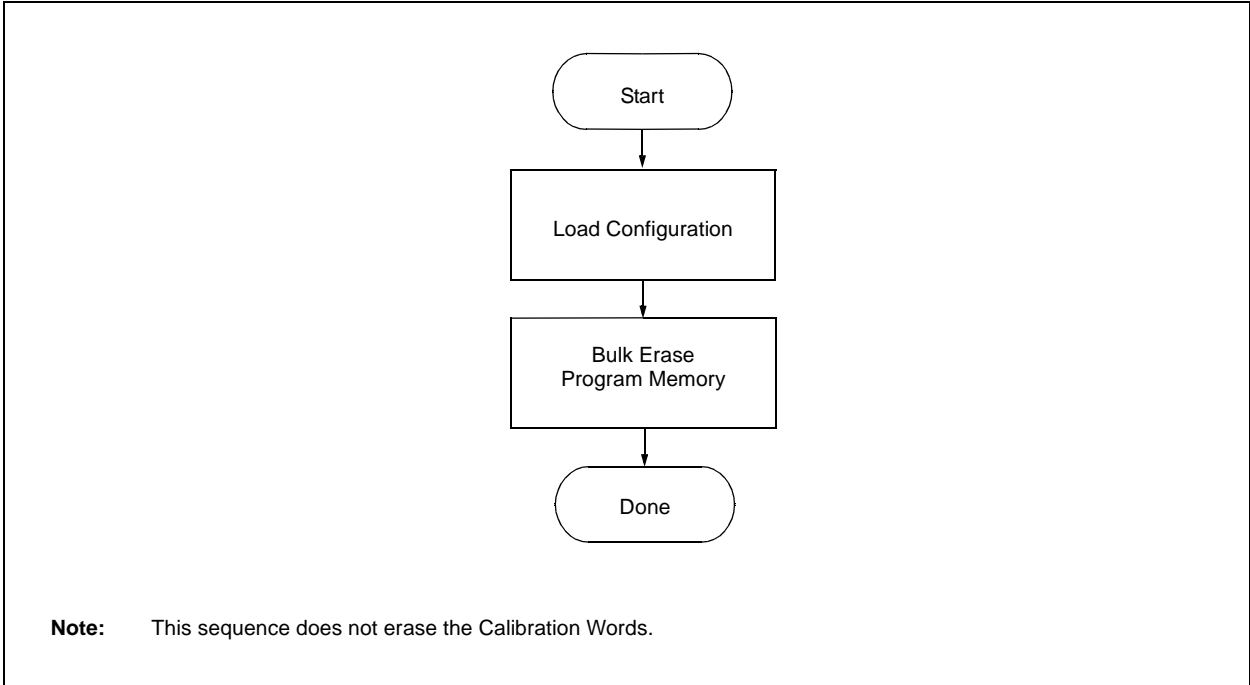 Start
Load Configuration
Bulk Erase
Program Memory
Done
Note: This sequence does not erase the Calibration Words.